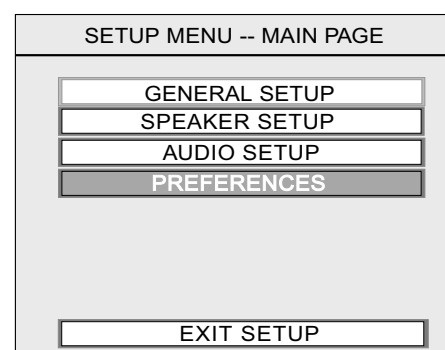 SETUP MENU -- MAIN PAGE
GENERAL SETUP
SPEAKER SETUP
AUDIO SETUP
PREFERENCES
EXIT SETUP